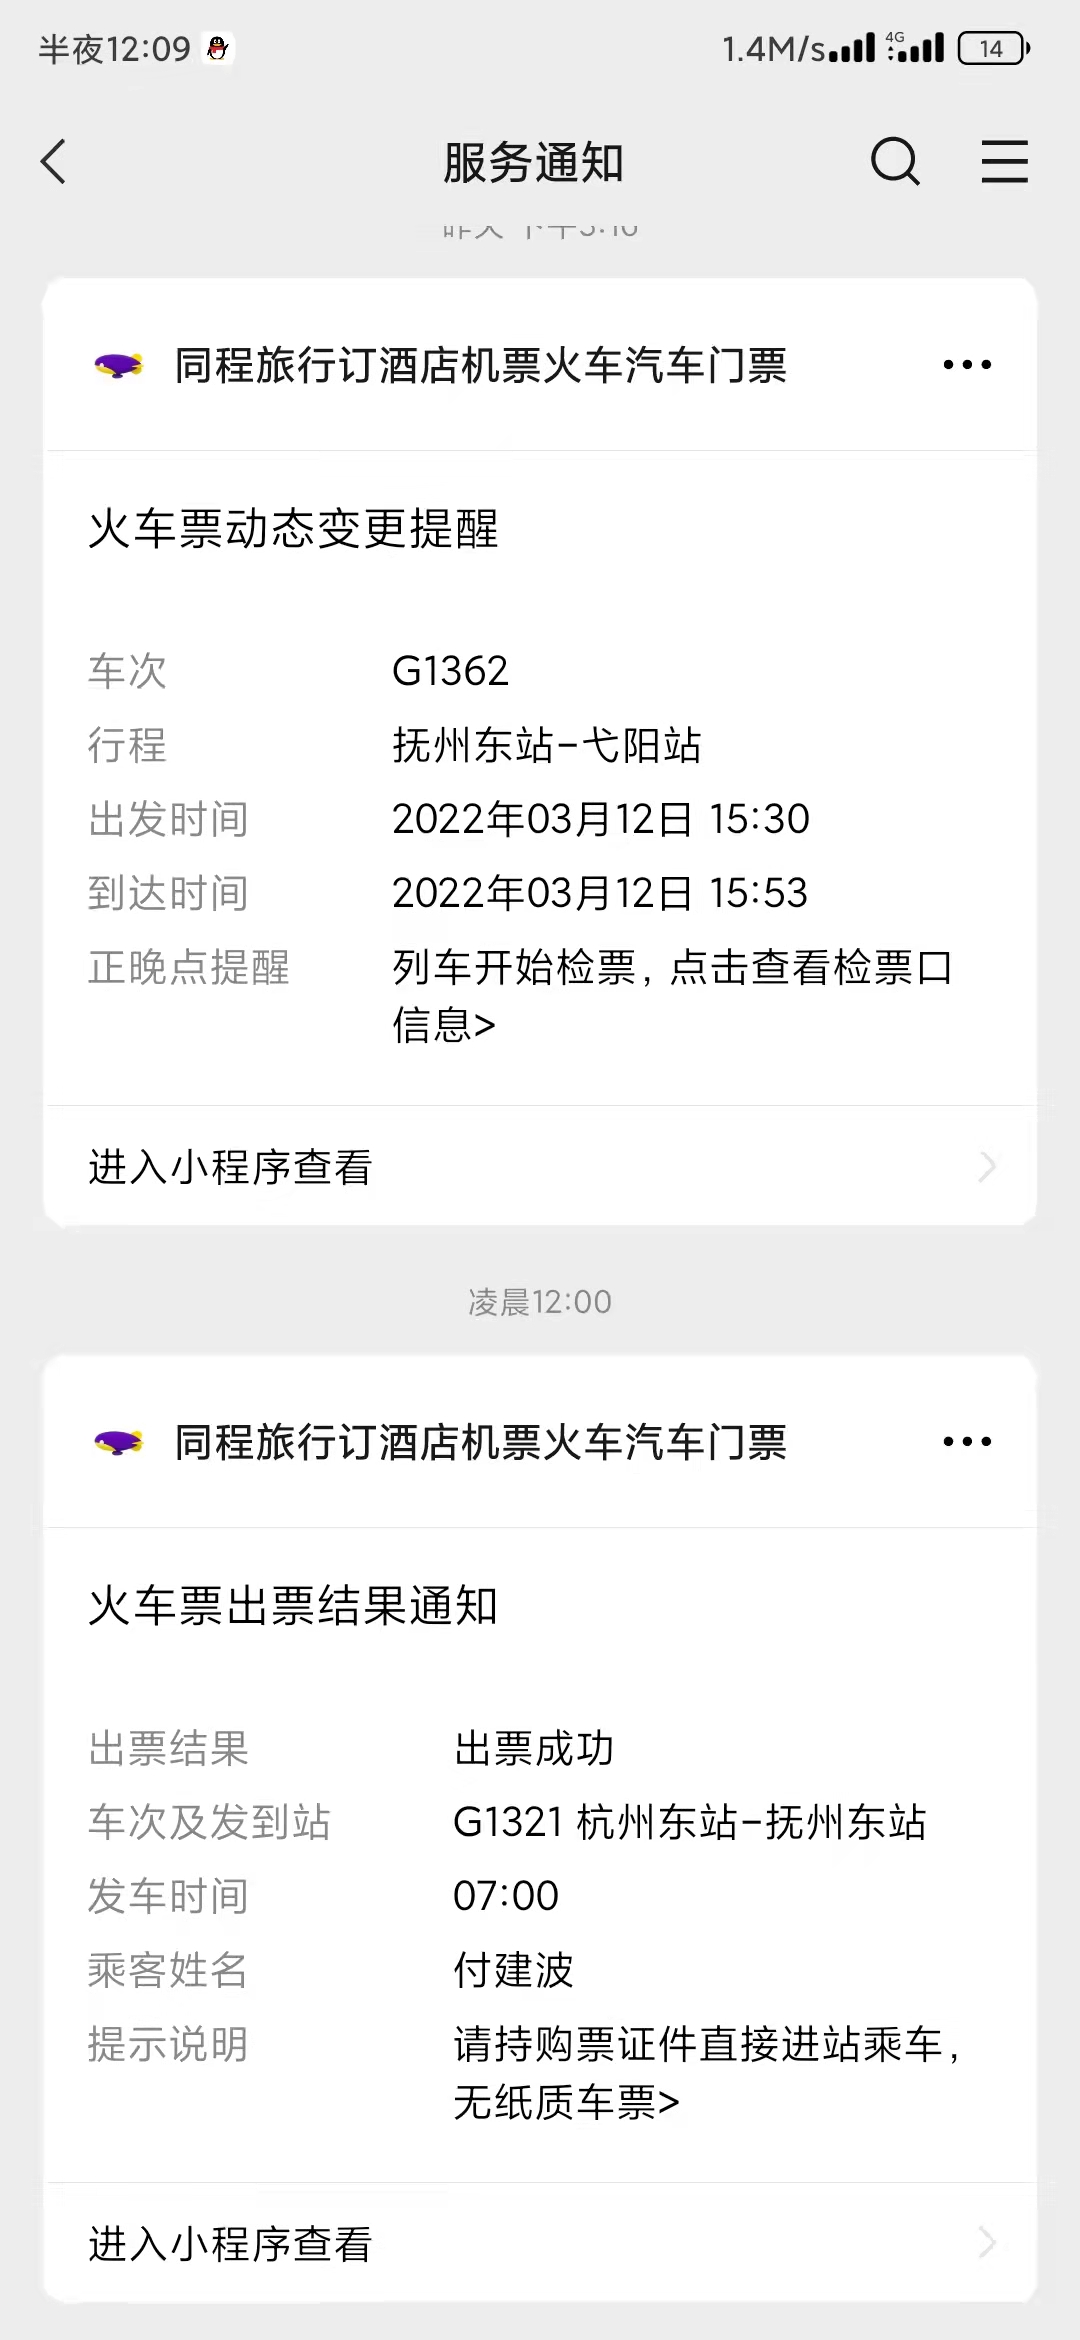 半夜12:09
1.4M/s 4G 14
服务通知
昨天 下午3:10
同程旅行订酒店机票火车汽车门票
火车票动态变更提醒
车次 G1362
行程 抚州东站-弋阳站
出发时间 2022年03月12日 15:30
到达时间 2022年03月12日 15:53
正晚点提醒 列车开始检票，点击查看检票口
信息>
进入小程序查看
凌晨12:00
同程旅行订酒店机票火车汽车门票
火车票出票结果通知
出票结果 出票成功
车次及发到站 G1321 杭州东站-抚州东站
发车时间 07:00
乘客姓名 付建波
提示说明 请持购票证件直接进站乘车，
无纸质车票>
进入小程序查看